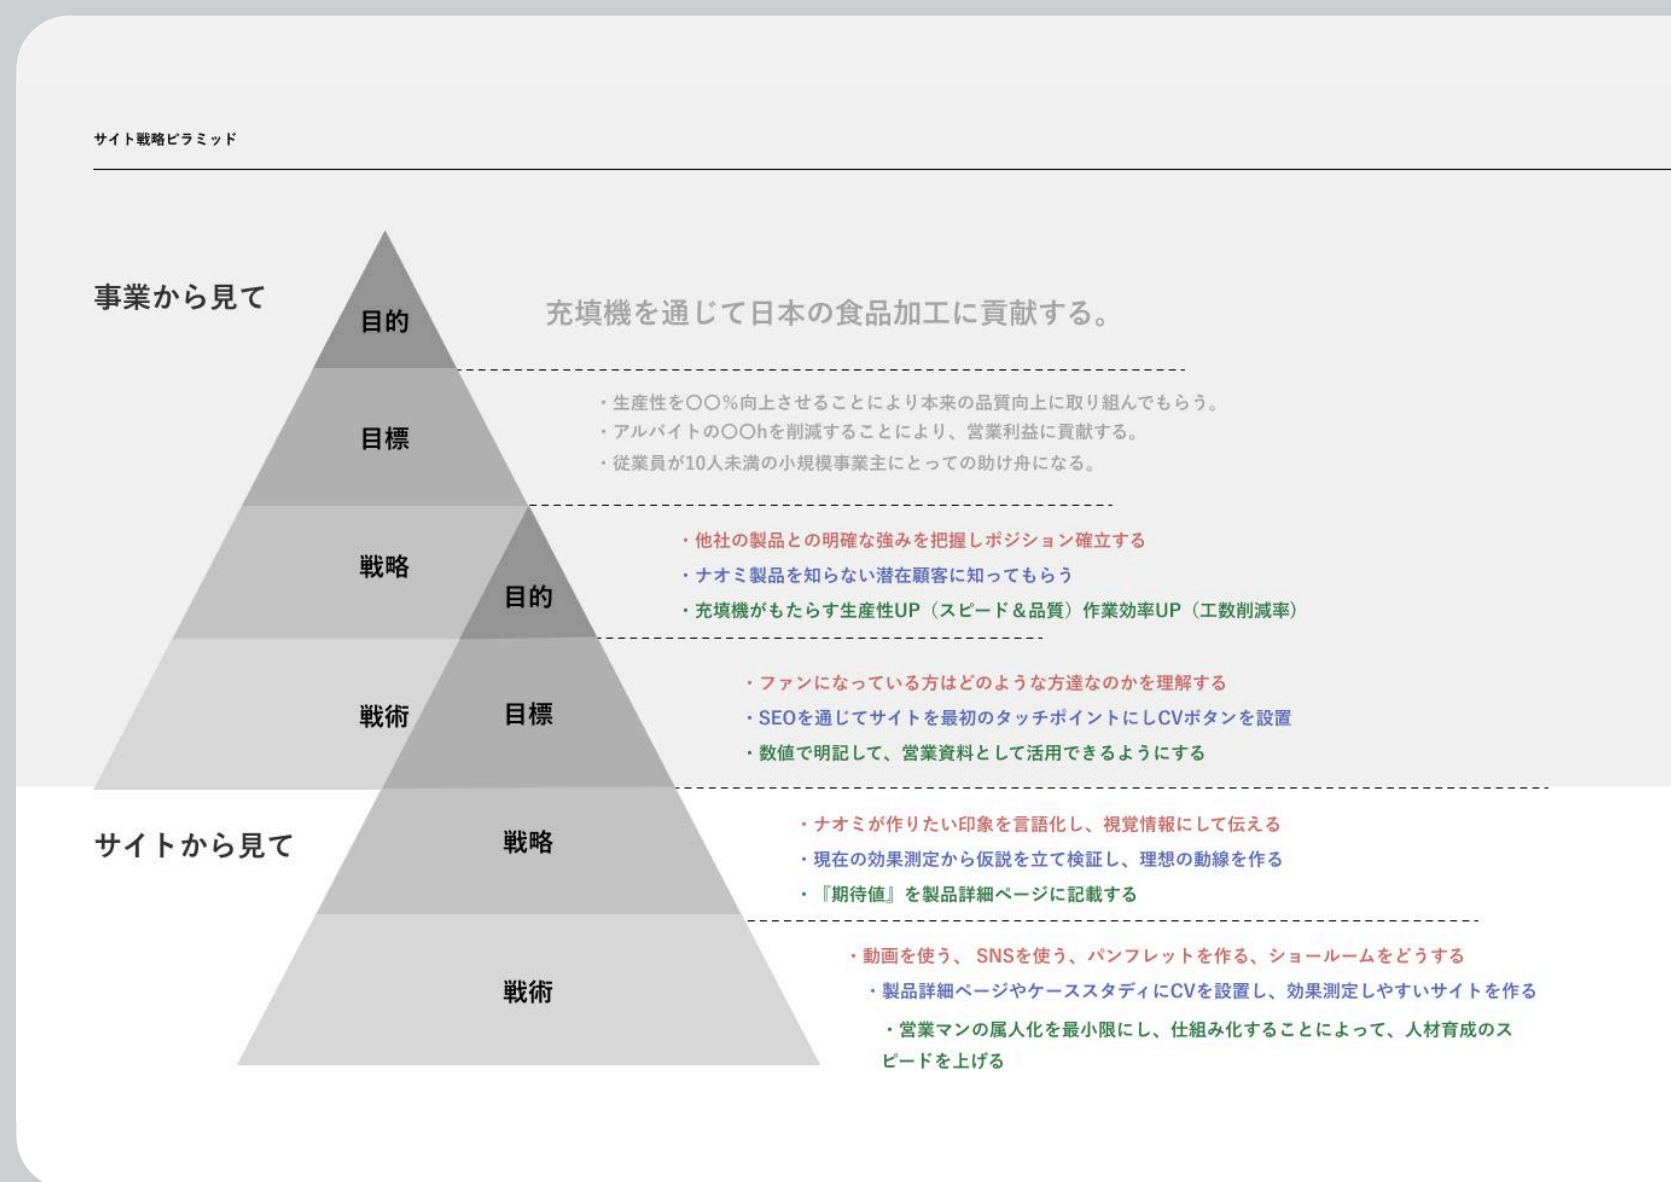 サイト戦略ピラミッド
事業から見て
目的
充填機を通じて日本の食品加工に貢献する。
目標
・生産性を〇〇％向上させることにより本来の品質向上に取り組んでもらう。
・アルバイトの〇〇hを削減することにより、営業利益に貢献する。
・従業員が10人未満の小規模事業主にとっての助け舟になる。
戦略
目的
・他社の製品との明確な強みを把握しポジション確立する
・ナオミ製品を知らない潜在顧客に知ってもらう
・充填機がもたらす生産性UP（スピード＆品質）作業効率UP（工数削減率）
戦術
目標
・ファンになっている方はどのような方達なのかを理解する
・SEOを通じてサイトを最初のタッチポイントにしCVボタンを設置
・数値で明記して、営業資料として活用できるようにする
サイトから見て
戦略
・ナオミが作りたい印象を言語化し、視覚情報にして伝える
・現在の効果測定から仮説を立て検証し、理想の動線を作る
・『期待値』を製品詳細ページに記載する
戦術
・動画を使う、 SNSを使う、パンフレットを作る、ショールームをどうする
・製品詳細ページやケーススタディにCVを設置し、効果測定しやすいサイトを作る
・営業マンの属人化を最小限にし、仕組み化することによって、人材育成のス
ピードを上げる